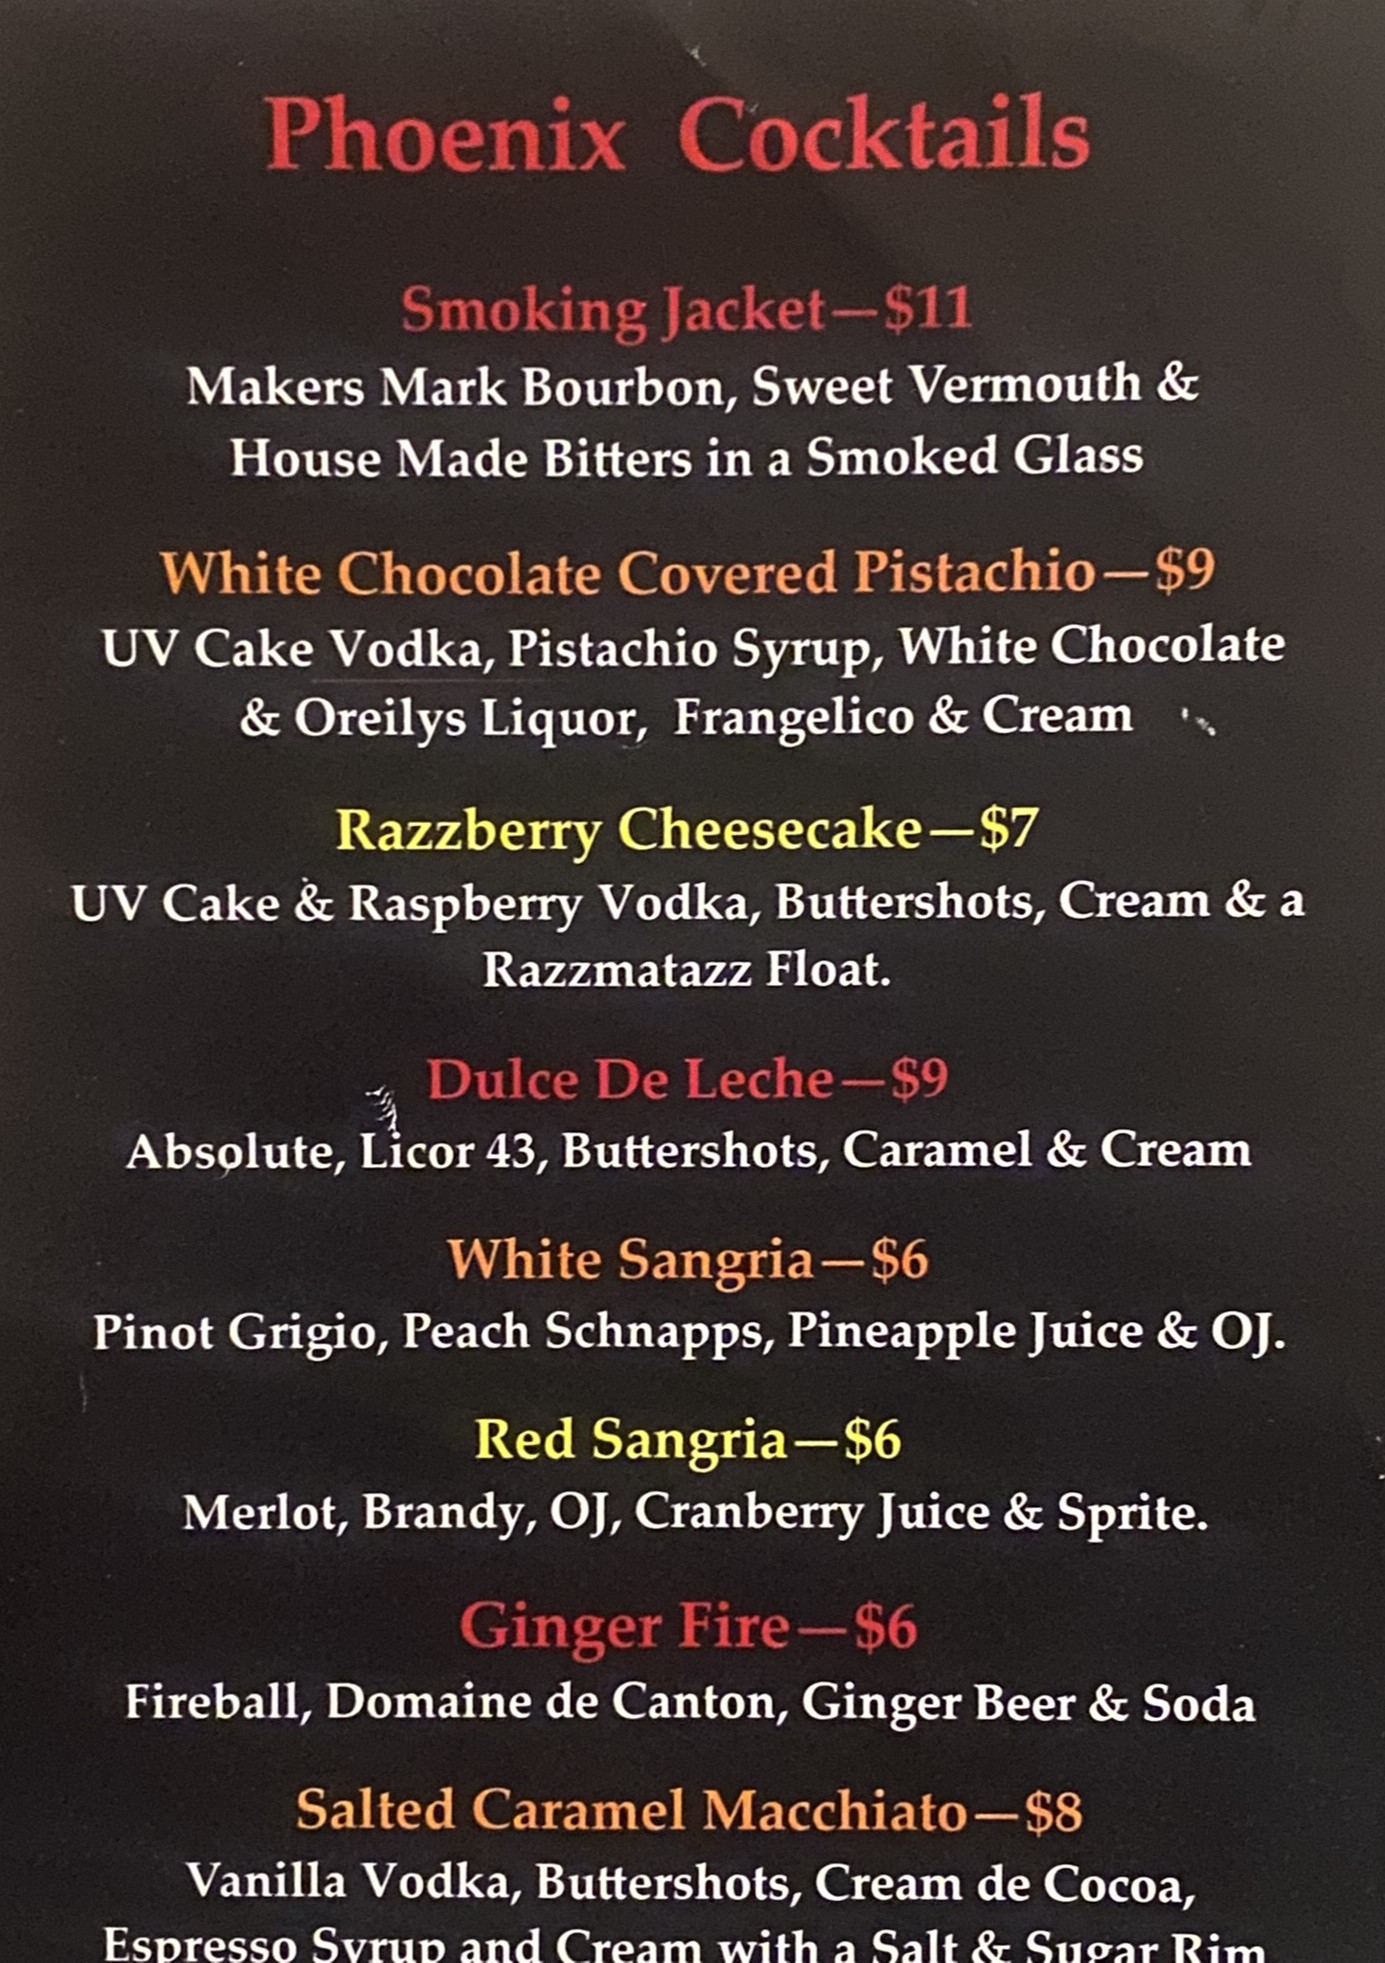 Phoenix Cocktails
Smoking Jacket—$11
Makers Mark Bourbon, Sweet Vermouth &
House Made Bitters in a Smoked Glass
White Chocolate Covered Pistachio—$9
UV Cake Vodka, Pistachio Syrup, White Chocolate
& Oreilys Liquor, Frangelico & Cream
Razzberry Cheesecake—$7
UV Cake & Raspberry Vodka, Buttershots, Cream & a
Razzmatazz Float.
Dulce De Leche—$9
Absolute, Licor 43, Buttershots, Caramel & Cream
White Sangria—$6
Pinot Grigio, Peach Schnapps, Pineapple Juice & OJ.
Red Sangria—$6
Merlot, Brandy, OJ, Cranberry Juice & Sprite.
Ginger Fire—$6
Fireball, Domaine de Canton, Ginger Beer & Soda
Salted Caramel Macchiato—$8
Vanilla Vodka, Buttershots, Cream de Cocoa,
Espresso Syrup and Cream with a Salt & Sugar Rim